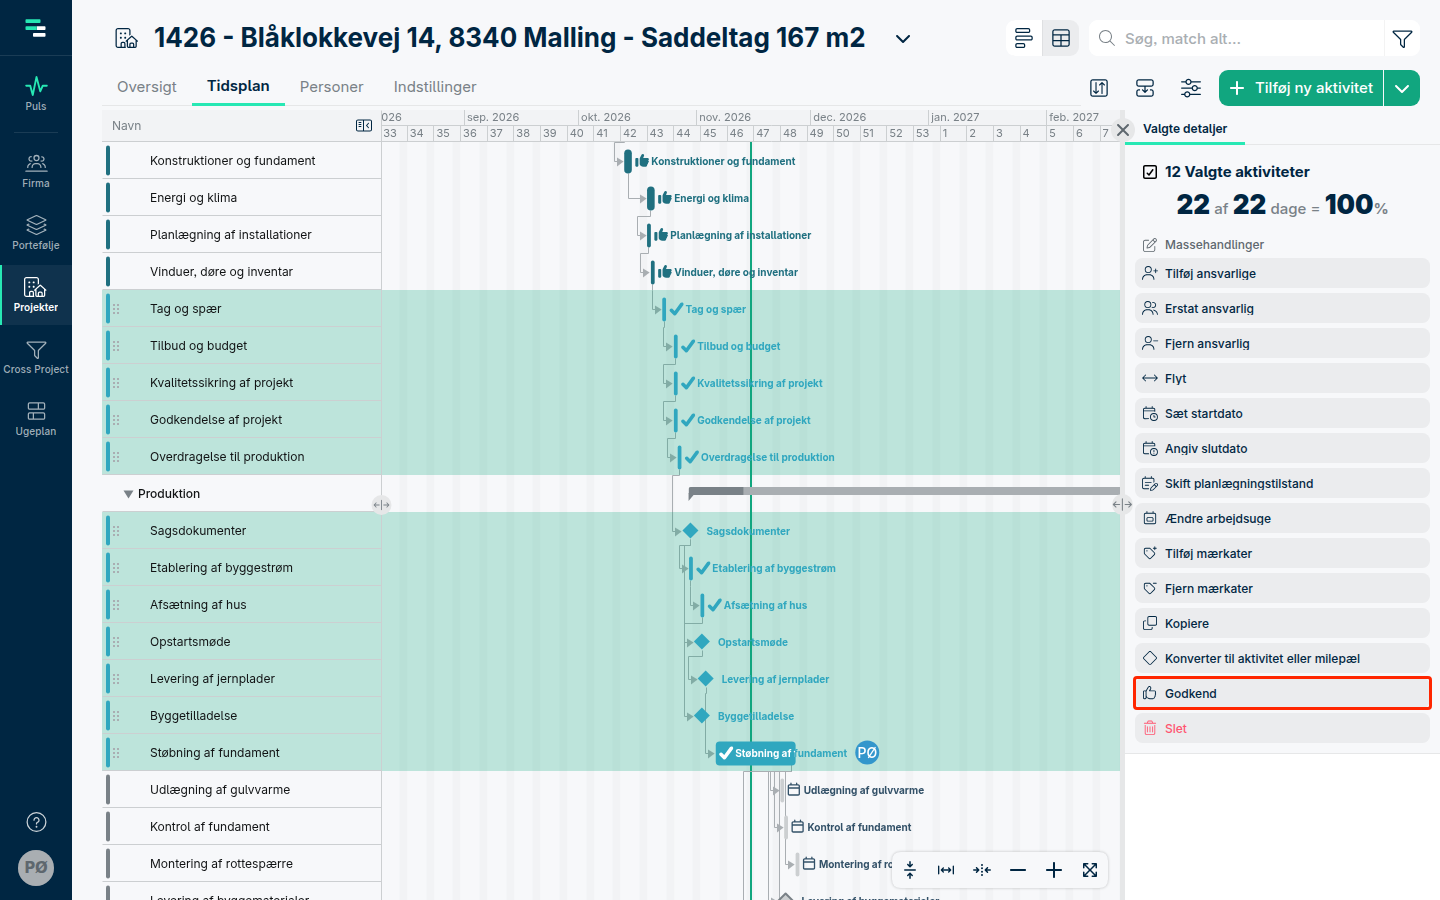 1426 - Blåklokkevej 14, 8340 Malling - Saddeltag 167 m2
Søg, match alt...
Oversigt
Tidsplan
Personer
Indstillinger
Tilføj ny aktivitet
Puls
Firma
Portefølje
Projekter
Cross Project
Ugeplan
PØ
Navn
026
sep. 2026
okt. 2026
nov. 2026
dec. 2026
jan. 2027
feb. 2027
33 34 35 36 37 38 39 40 41 42 43 44 45 46 47 48 49 50 51 52 53 1 2 3 4 5 6 7
Konstruktioner og fundament
Konstruktioner og fundament
Energi og klima
Energi og klima
Planlægning af installationer
Planlægning af installationer
Vinduer, døre og inventar
Vinduer, døre og inventar
Tag og spær
Tag og spær
Tilbud og budget
Tilbud og budget
Kvalitetssikring af projekt
Kvalitetssikring af projekt
Godkendelse af projekt
Godkendelse af projekt
Overdragelse til produktion
Overdragelse til produktion
Produktion
Sagsdokumenter
Sagsdokumenter
Etablering af byggestrøm
Etablering af byggestrøm
Afsætning af hus
Afsætning af hus
Opstartsmøde
Opstartsmøde
Levering af jernplader
Levering af jernplader
Byggetilladelse
Byggetilladelse
Støbning af fundament
Støbning af fundament
PØ
Udlægning af gulvvarme
Udlægning af gulvvarme
Kontrol af fundament
Kontrol af fundament
Montering af rottespærre
Montering af ro
Levering af byggematerialer
Levering af byggematerialer
Valgte detaljer
12 Valgte aktiviteter
22 af 22 dage = 100%
Massehandlinger
Tilføj ansvarlige
Erstat ansvarlig
Fjern ansvarlig
Flyt
Sæt startdato
Angiv slutdato
Skift planlægningstilstand
Ændre arbejdsuge
Tilføj mærkater
Fjern mærkater
Kopiere
Konverter til aktivitet eller milepæl
Godkend
Slet